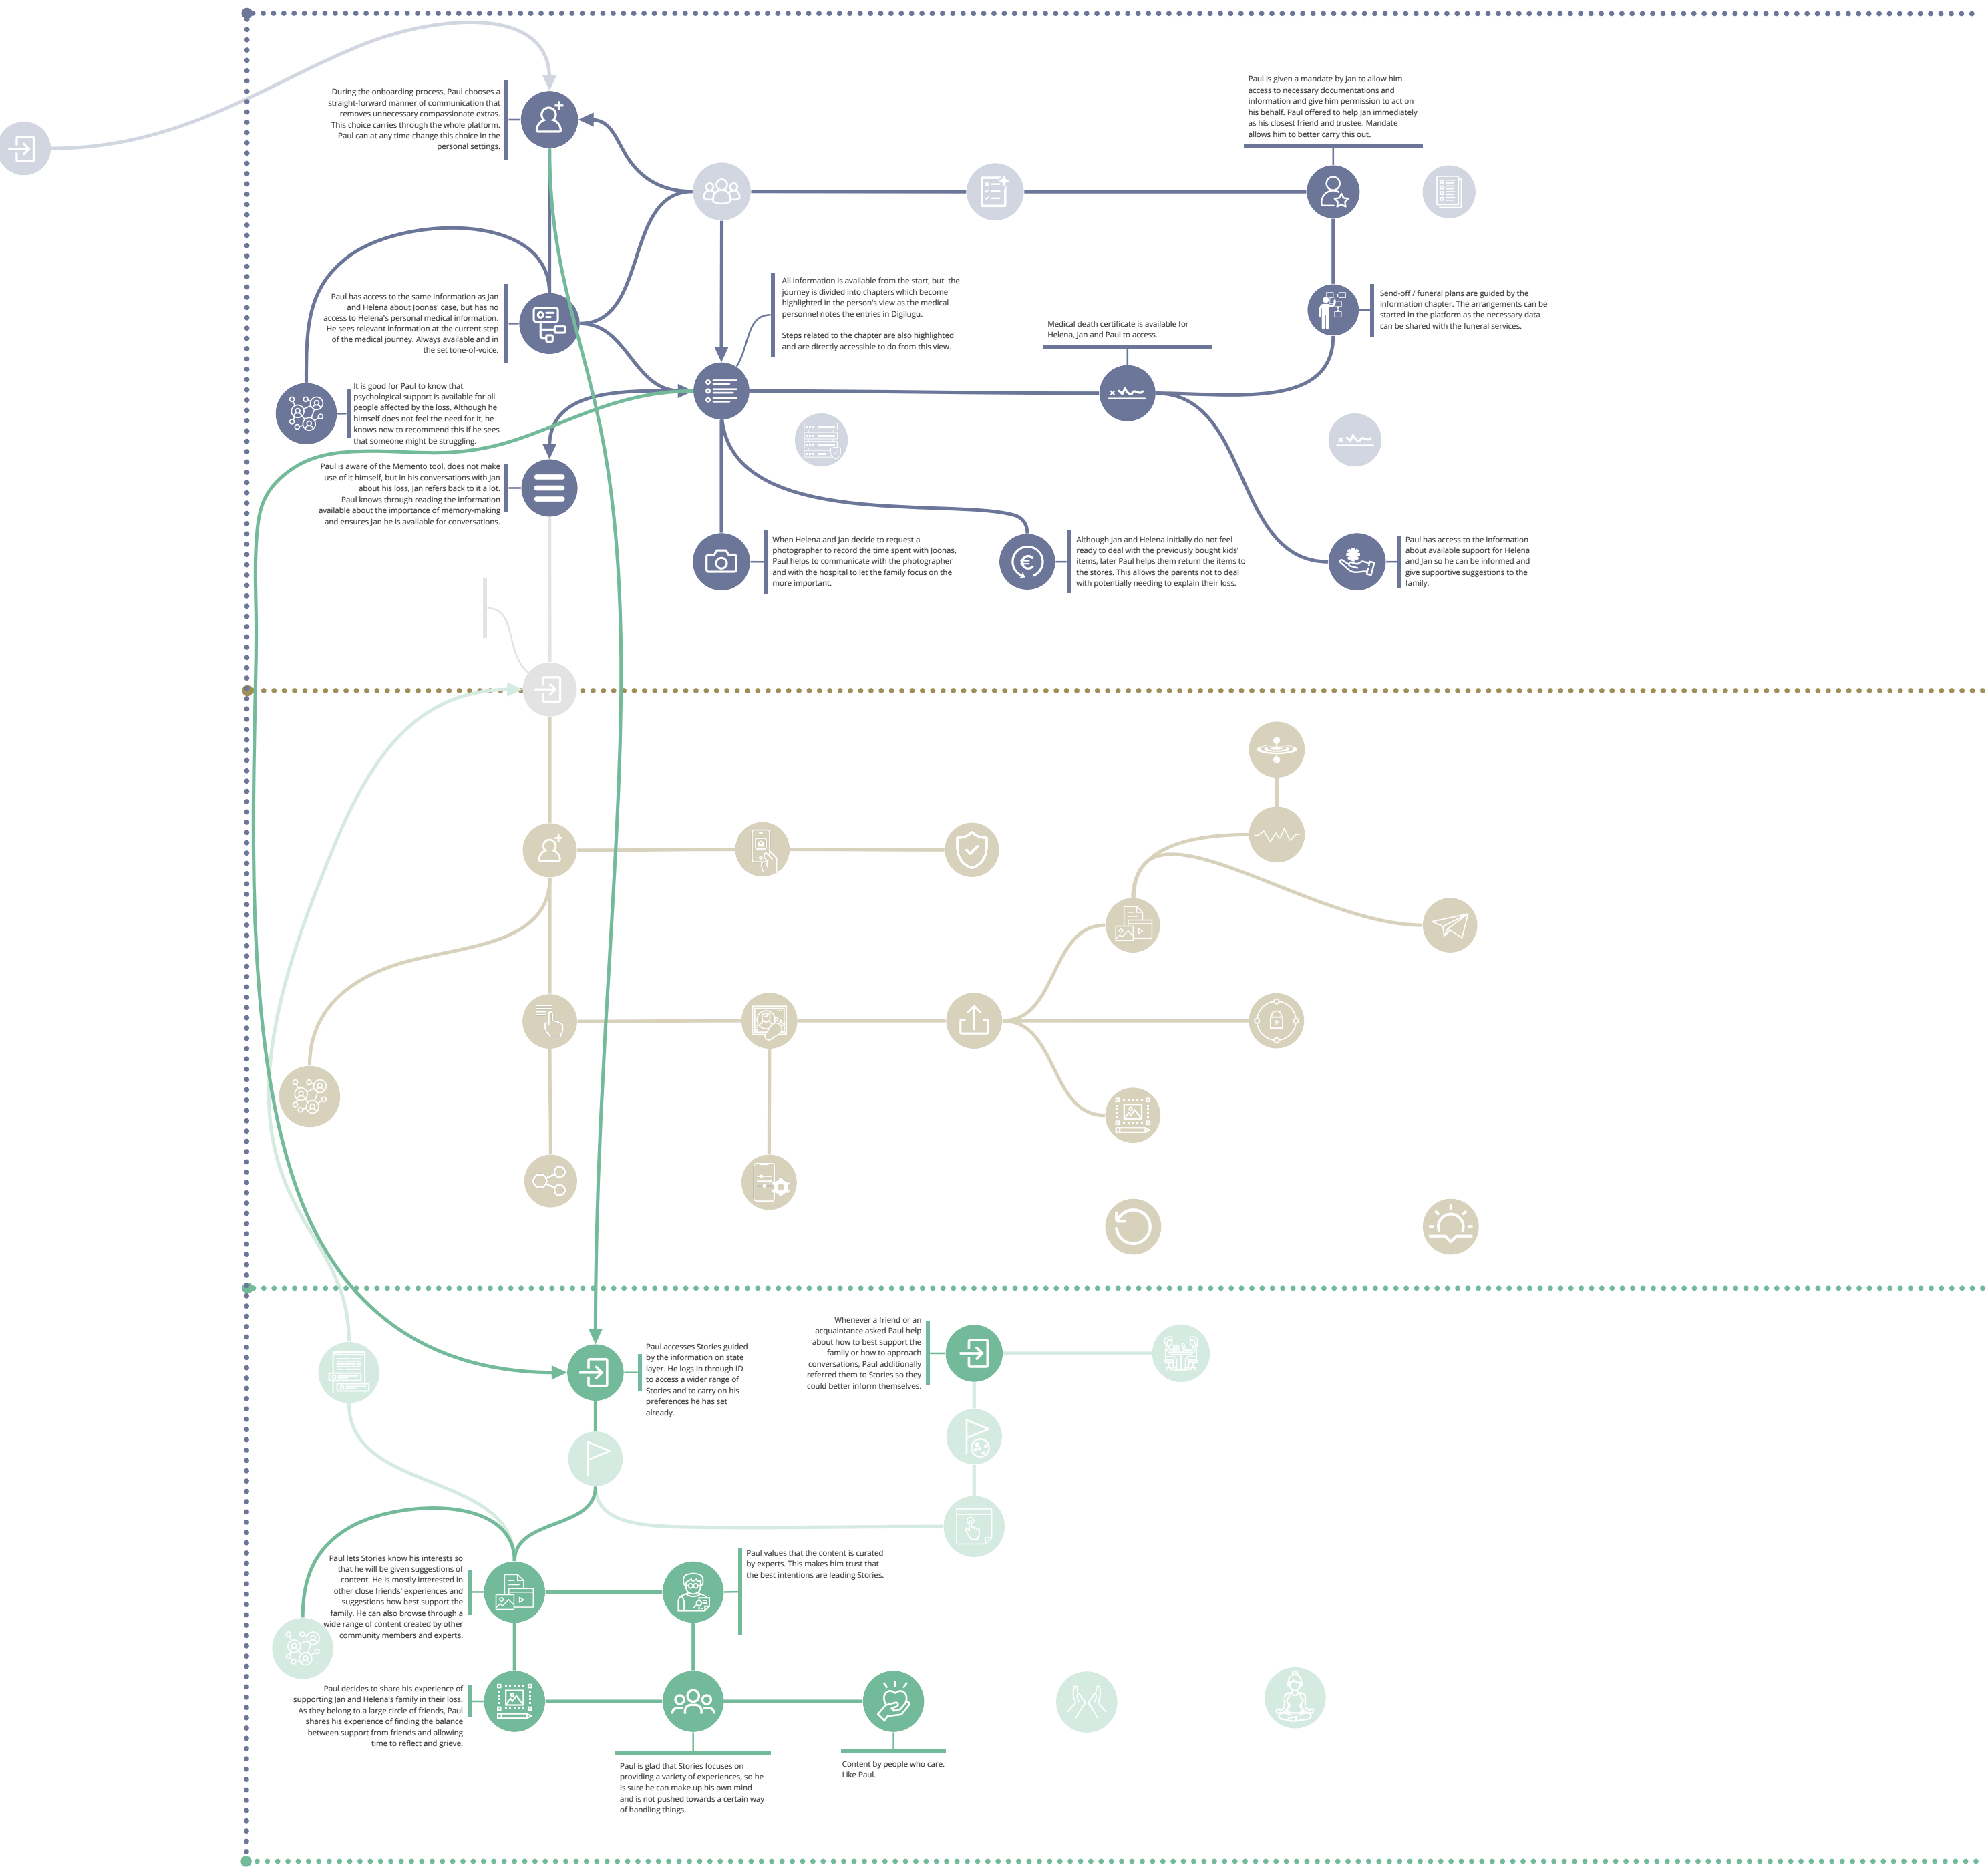 Paul is given a mandate by Jan to allow him
access to necessary documentations and
information and give him permission to act on
his behalf. Paul offered to help Jan immediately
as his closest friend and trustee. Mandate
allows him to better carry this out.
During the onboarding process, Paul chooses a
straight-forward manner of communication that
removes unnecessary compassionate extras.
This choice carries through the whole platform.
Paul can at any time change this choice in the
personal settings.
All information is available from the start, but the
journey is divided into chapters which become
highlighted in the person's view as the medical
personnel notes the entries in Digilugu.
Steps related to the chapter are also highlighted
and are directly accessible to do from this view.
Send-off / funeral plans are guided by the
information chapter. The arrangements can be
started in the platform as the necessary data
can be shared with the funeral services.
Paul has access to the same information as Jan
and Helena about Joonas' case, but has no
access to Helena's personal medical information.
He sees relevant information at the current step
of the medical journey. Always available and in
the set tone-of-voice.
Medical death certificate is available for
Helena, Jan and Paul to access.
It is good for Paul to know that
psychological support is available for all
people affected by the loss. Although he
himself does not feel the need for it, he
knows now to recommend this if he sees
that someone might be struggling.
Paul is aware of the Memento tool, does not make
use of it himself, but in his conversations with Jan
about his loss, Jan refers back to it a lot.
Paul knows through reading the information
available about the importance of memory-making
and ensures Jan he is available for conversations.
When Helena and Jan decide to request a
photographer to record the time spent with Joonas,
Paul helps to communicate with the photographer
and with the hospital to let the family focus on the
more important.
Although Jan and Helena initially do not feel
ready to deal with the previously bought kids'
items, later Paul helps them return the items to
the stores. This allows the parents not to deal
with potentially needing to explain their loss.
Paul has access to the information
about available support for Helena
and Jan so he can be informed and
give supportive suggestions to the
family.
Paul accesses Stories guided
by the information on state
layer. He logs in through ID
to access a wider range of
Stories and to carry on his
preferences he has set
already.
Whenever a friend or an
acquaintance asked Paul help
about how to best support the
family or how to approach
conversations, Paul additionally
referred them to Stories so they
could better inform themselves.
Paul lets Stories know his interests so
that he will be given suggestions of
content. He is mostly interested in
other close friends' experiences and
suggestions how best support the
family. He can also browse through a
wide range of content created by other
community members and experts.
Paul values that the content is curated
by experts. This makes him trust that
the best intentions are leading Stories.
Paul decides to share his experience of
supporting Jan and Helena's family in their loss.
As they belong to a large circle of friends, Paul
shares his experience of finding the balance
between support from friends and allowing
time to reflect and grieve.
Paul is glad that Stories focuses on
providing a variety of experiences, so he
is sure he can make up his own mind
and is not pushed towards a certain way
of handling things.
Content by people who care.
Like Paul.